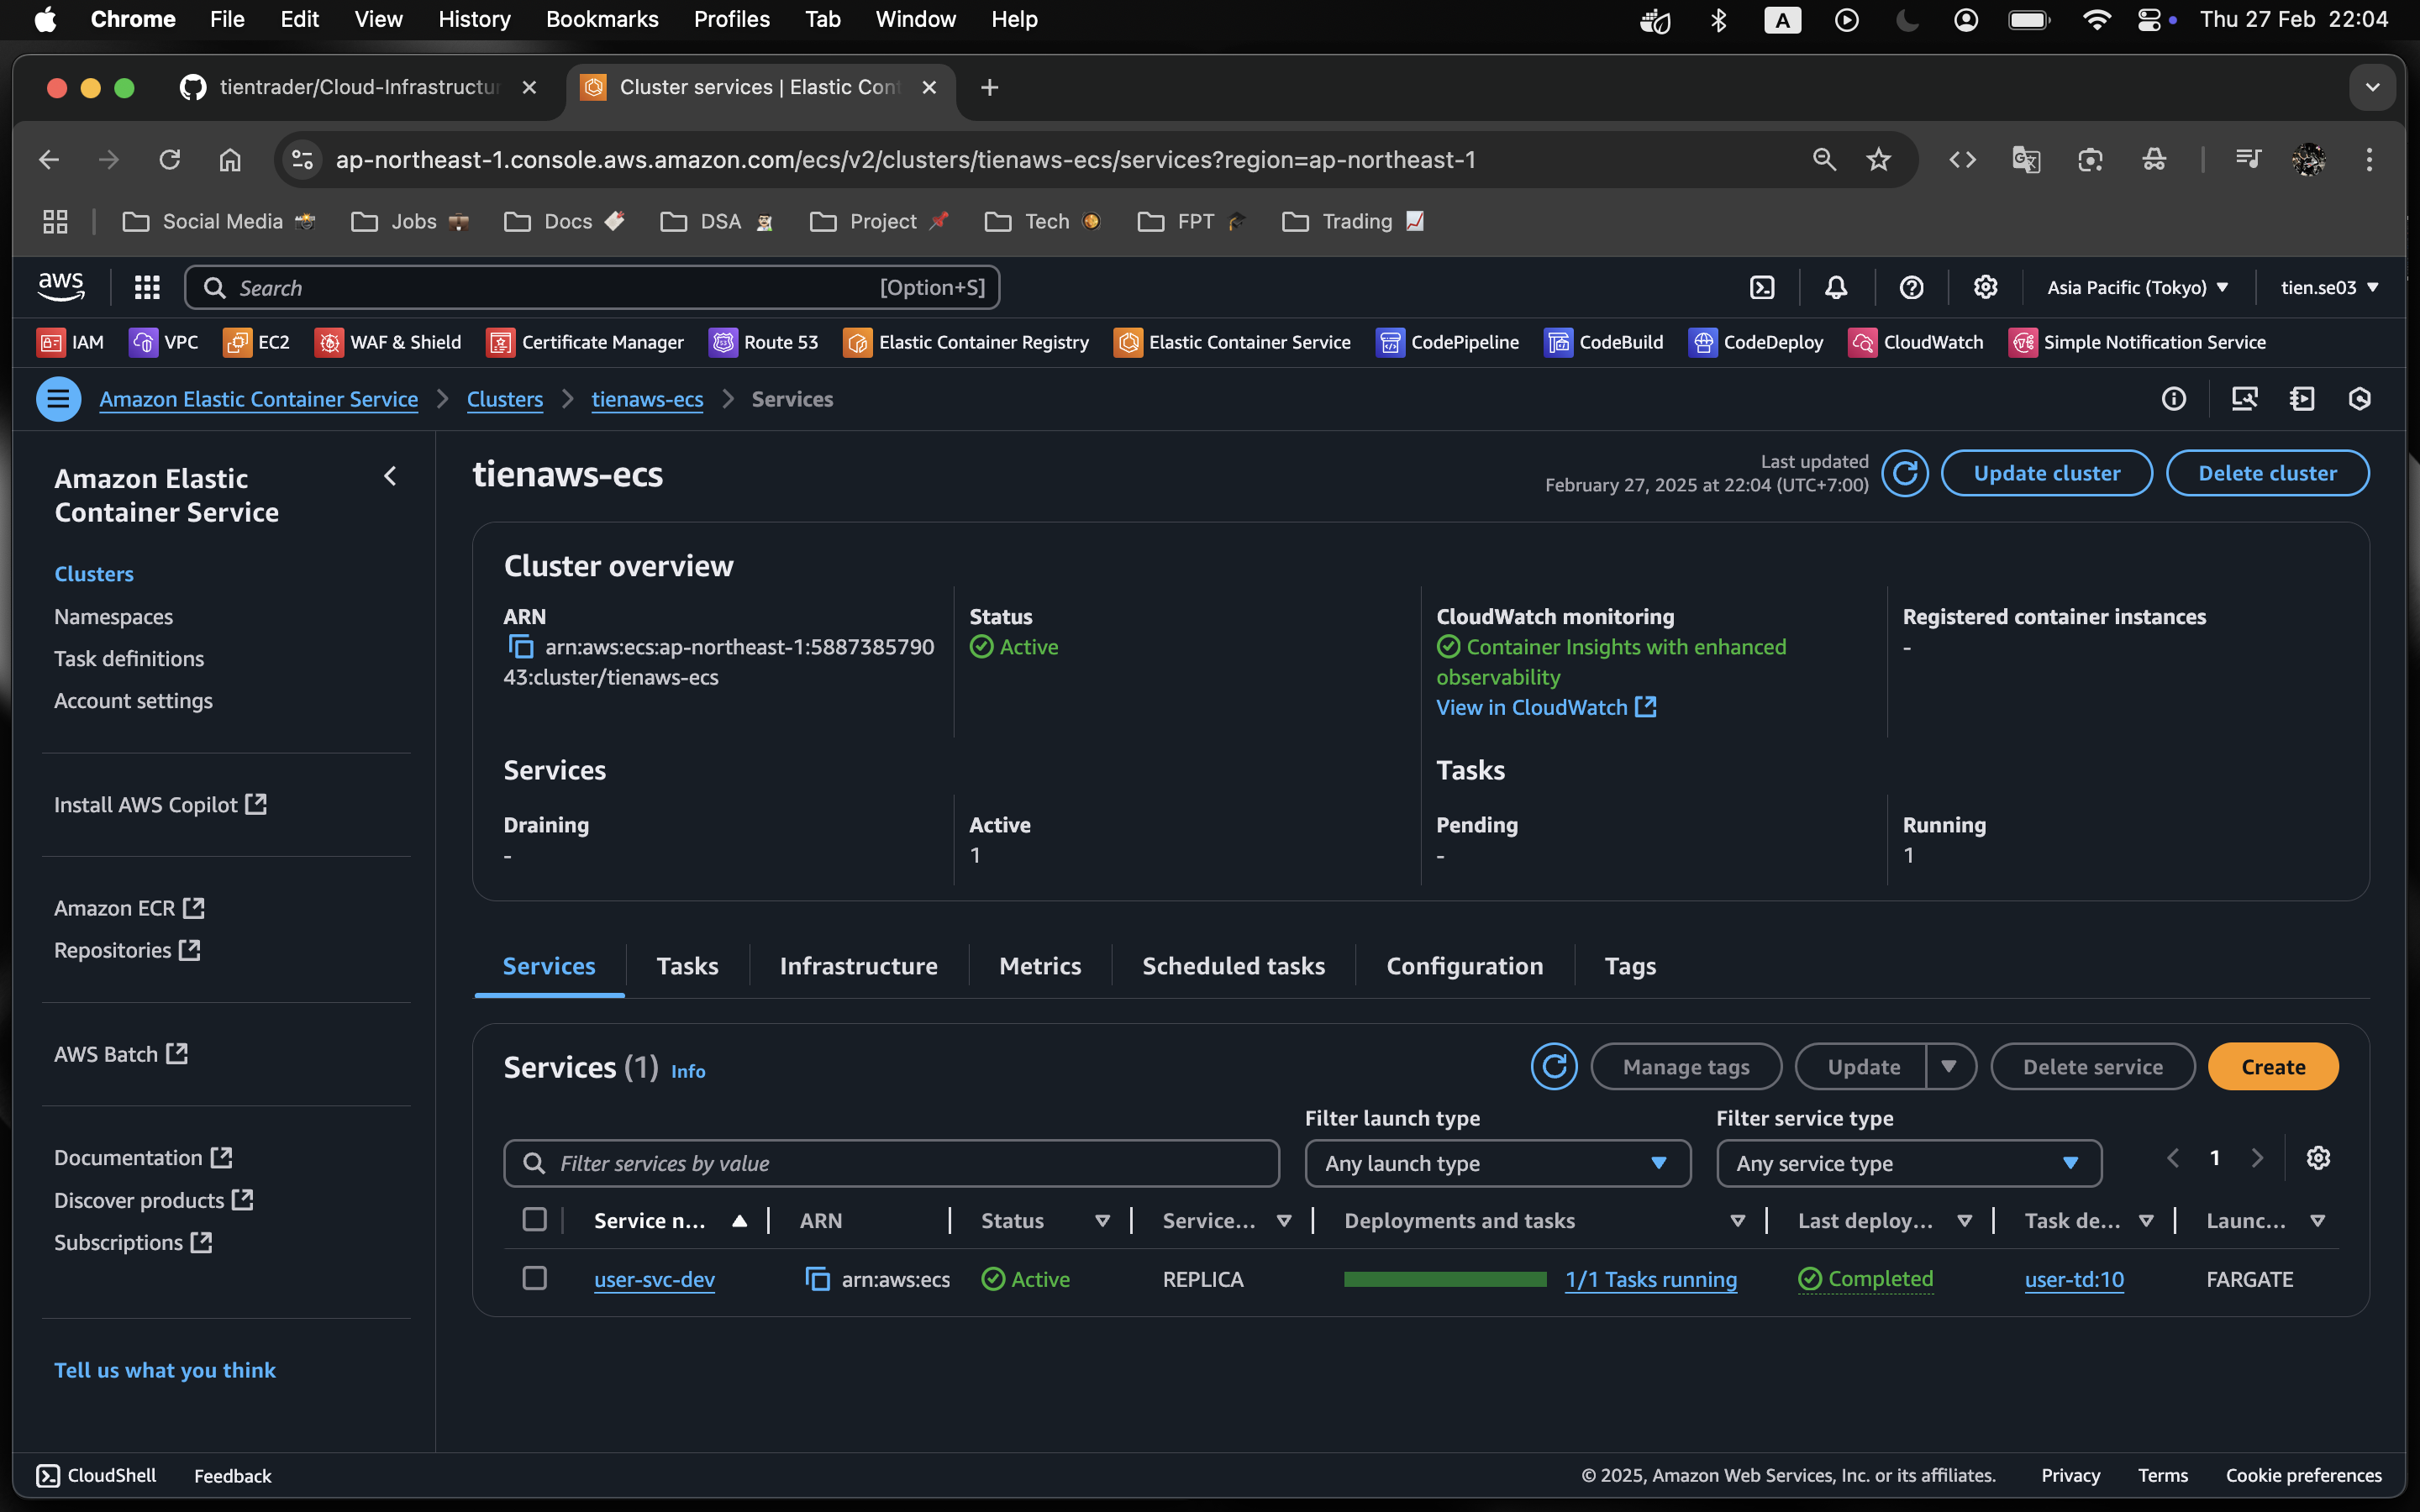 Chrome File Edit View History Bookmarks Profiles Tab Window Help A Thu 27 Feb 22:04
tientrader/Cloud-Infrastructur Cluster services | Elastic Cont
ap-northeast-1.console.aws.amazon.com/ecs/v2/clusters/tienaws-ecs/services?region=ap-northeast-1
Social Media Jobs Docs DSA Project Tech FPT Trading
aws Search [Option+S] Asia Pacific (Tokyo) tien.se03
IAM VPC EC2 WAF & Shield Certificate Manager Route 53 Elastic Container Registry Elastic Container Service CodePipeline CodeBuild CodeDeploy CloudWatch Simple Notification Service
Amazon Elastic Container Service Clusters tienaws-ecs Services
Amazon Elastic
Container Service
Clusters
Namespaces
Task definitions
Account settings
Install AWS Copilot
Amazon ECR
Repositories
AWS Batch
Documentation
Discover products
Subscriptions
Tell us what you think
tienaws-ecs
Last updated
February 27, 2025 at 22:04 (UTC+7:00)
Update cluster Delete cluster
Cluster overview
ARN
arn:aws:ecs:ap-northeast-1:5887385790
43:cluster/tienaws-ecs
Status
Active
CloudWatch monitoring
Container Insights with enhanced
observability
View in CloudWatch
Registered container instances
-
Services
Draining
-
Active
1
Tasks
Pending
-
Running
1
Services Tasks Infrastructure Metrics Scheduled tasks Configuration Tags
Services (1) Info
Manage tags Update Delete service Create
Filter launch type Filter service type
Filter services by value Any launch type Any service type 1
Service n... ARN Status Service... Deployments and tasks Last deploy... Task de... Launc...
user-svc-dev arn:aws:ecs Active REPLICA 1/1 Tasks running Completed user-td:10 FARGATE
CloudShell Feedback © 2025, Amazon Web Services, Inc. or its affiliates. Privacy Terms Cookie preferences